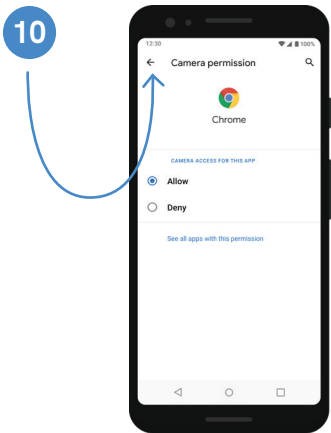 10
12:30
100%
Camera permission
Chrome
CAMERA ACCESS FOR THIS APP
Allow
Deny
See all apps with this permission